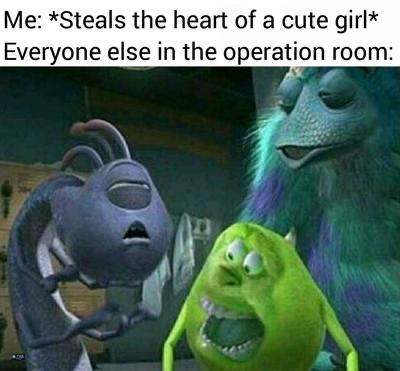 Me: *Steals the heart of a cute girl*
Everyone else in the operation room: